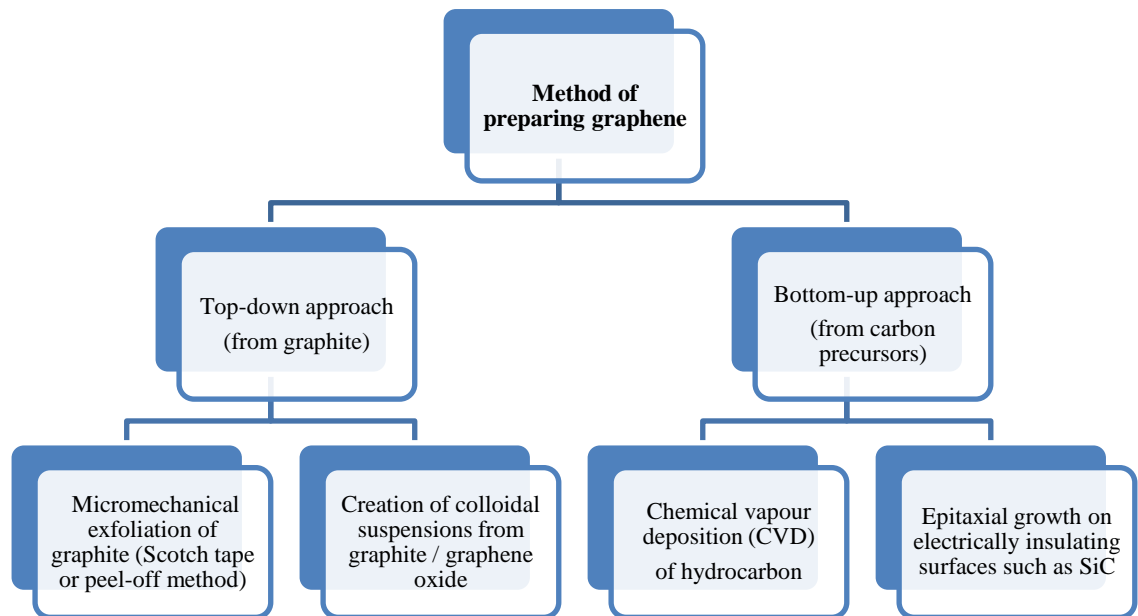 Method of
preparing graphene
Top-down approach
(from graphite)
Bottom-up approach
(from carbon
precursors)
Micromechanical
exfoliation of
graphite (Scotch tape
or peel-off method)
Creation of colloidal
suspensions from
graphite / graphene
oxide
Chemical vapour
deposition (CVD)
of hydrocarbon
Epitaxial growth on
electrically insulating
surfaces such as SiC